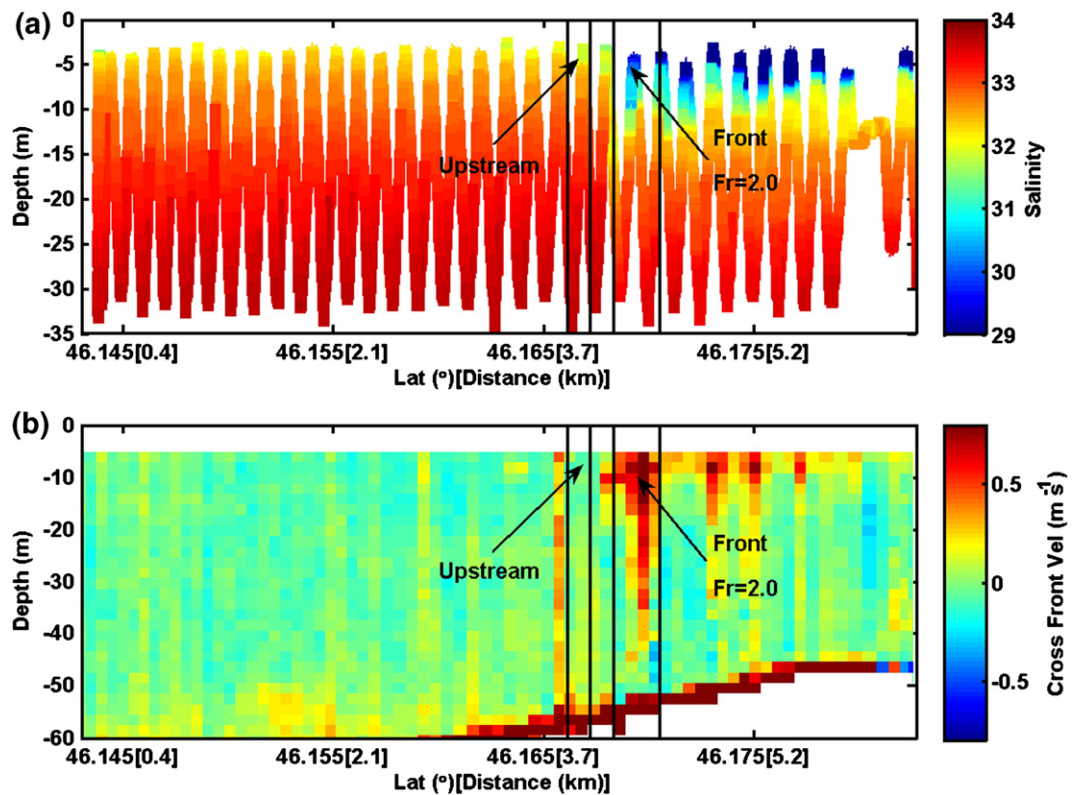 (a)
0
-5
-10
-15
-20
-25
-30
-35
Depth (m)
Upstream
Front
Fr=2.0
46.145[0.4]
46.155[2.1]
46.165[3.7]
46.175[5.2]
Lat (°)[Distance (km)]
34
33
32
31
30
29
Salinity
(b)
0
-10
-20
-30
-40
-50
-60
Depth (m)
Upstream
Front
Fr=2.0
46.145[0.4]
46.155[2.1]
46.165[3.7]
46.175[5.2]
Lat (°)[Distance (km)]
0.5
0
-0.5
Cross Front Vel (m s⁻¹)